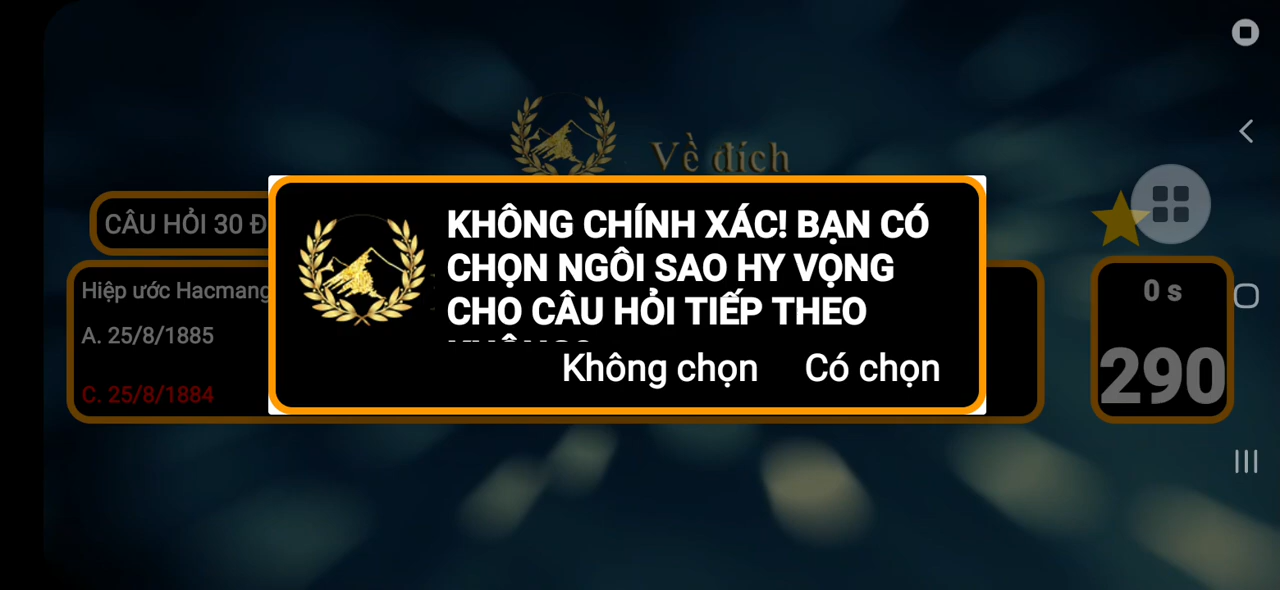 Về đích
CÂU HỎI 30 Đ
Hiệp ước Hacmang
A. 25/8/1885
C. 25/8/1884
KHÔNG CHÍNH XÁC! BẠN CÓ
CHỌN NGÔI SAO HY VỌNG
CHO CÂU HỎI TIẾP THEO
Không chọn
Có chọn
0 s
290